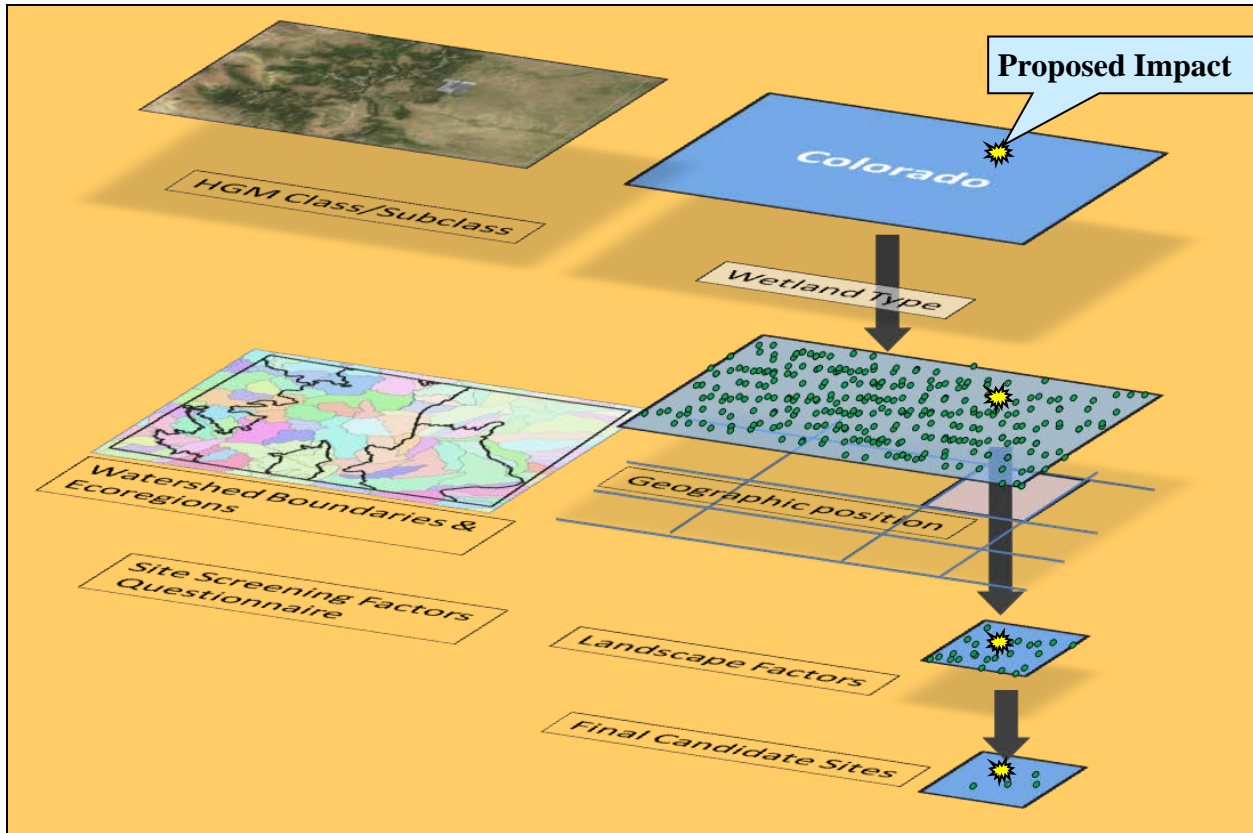 Proposed Impact
Colorado
HGM Class/Subclass
Wetland Type
Watershed Boundaries &
Ecoregions
Geographic position
Site Screening Factors
Questionnaire
Landscape Factors
Final Candidate Sites